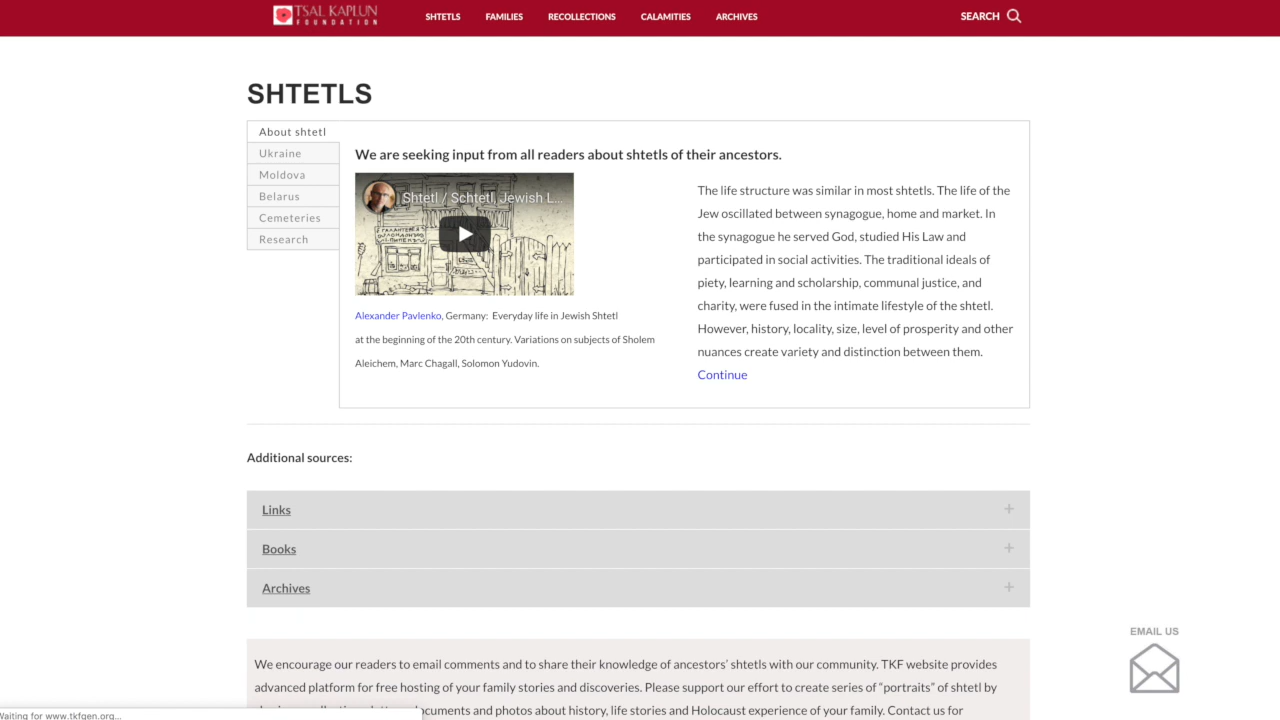 TSAL KAPLUN
FOUNDATION
SHTETLS
FAMILIES
RECOLLECTIONS
CALAMITIES
ARCHIVES
SEARCH
SHTETLS
About shtetl
Ukraine
Moldova
Belarus
Cemeteries
Research
We are seeking input from all readers about shtetls of their ancestors.
Shtetl / Schtetl, Jewish L...
Alexander Pavlenko, Germany: Everyday life in Jewish Shtetl
at the beginning of the 20th century. Variations on subjects of Sholem
Aleichem, Marc Chagall, Solomon Yudovin.
The life structure was similar in most shtetls. The life of the
Jew oscillated between synagogue, home and market. In
the synagogue he served God, studied His Law and
participated in social activities. The traditional ideals of
piety, learning and scholarship, communal justice, and
charity, were fused in the intimate lifestyle of the shtetl.
However, history, locality, size, level of prosperity and other
nuances create variety and distinction between them.
Continue
Additional sources:
Links
Books
Archives
EMAIL US
We encourage our readers to email comments and to share their knowledge of ancestors' shtetls with our community. TKF website provides
advanced platform for free hosting of your family stories and discoveries. Please support our effort to create series of "portraits" of shtetl by
documents and photos about history, life stories and Holocaust experience of your family. Contact us for
Waiting for www.tkfgen.org...